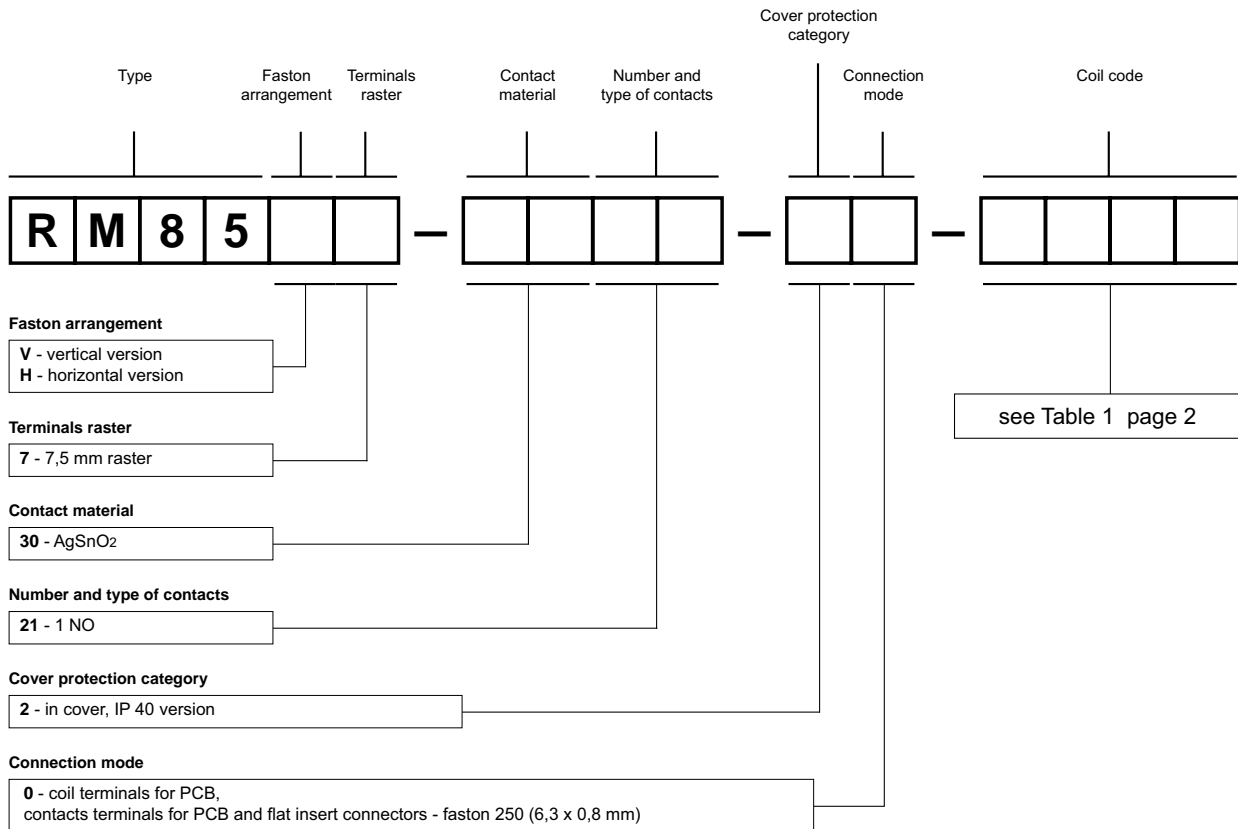 Cover protection
category
Type
Faston
arrangement
Terminals
raster
Contact
material
Number and
type of contacts
Connection
mode
Coil code
R M 8 5 – – –
Faston arrangement
V - vertical version
H - horizontal version
Terminals raster
7 - 7,5 mm raster
Contact material
30 - AgSnO2
Number and type of contacts
21 - 1 NO
Cover protection category
2 - in cover, IP 40 version
Connection mode
0 - coil terminals for PCB,
contacts terminals for PCB and flat insert connectors - faston 250 (6,3 x 0,8 mm)
see Table 1 page 2